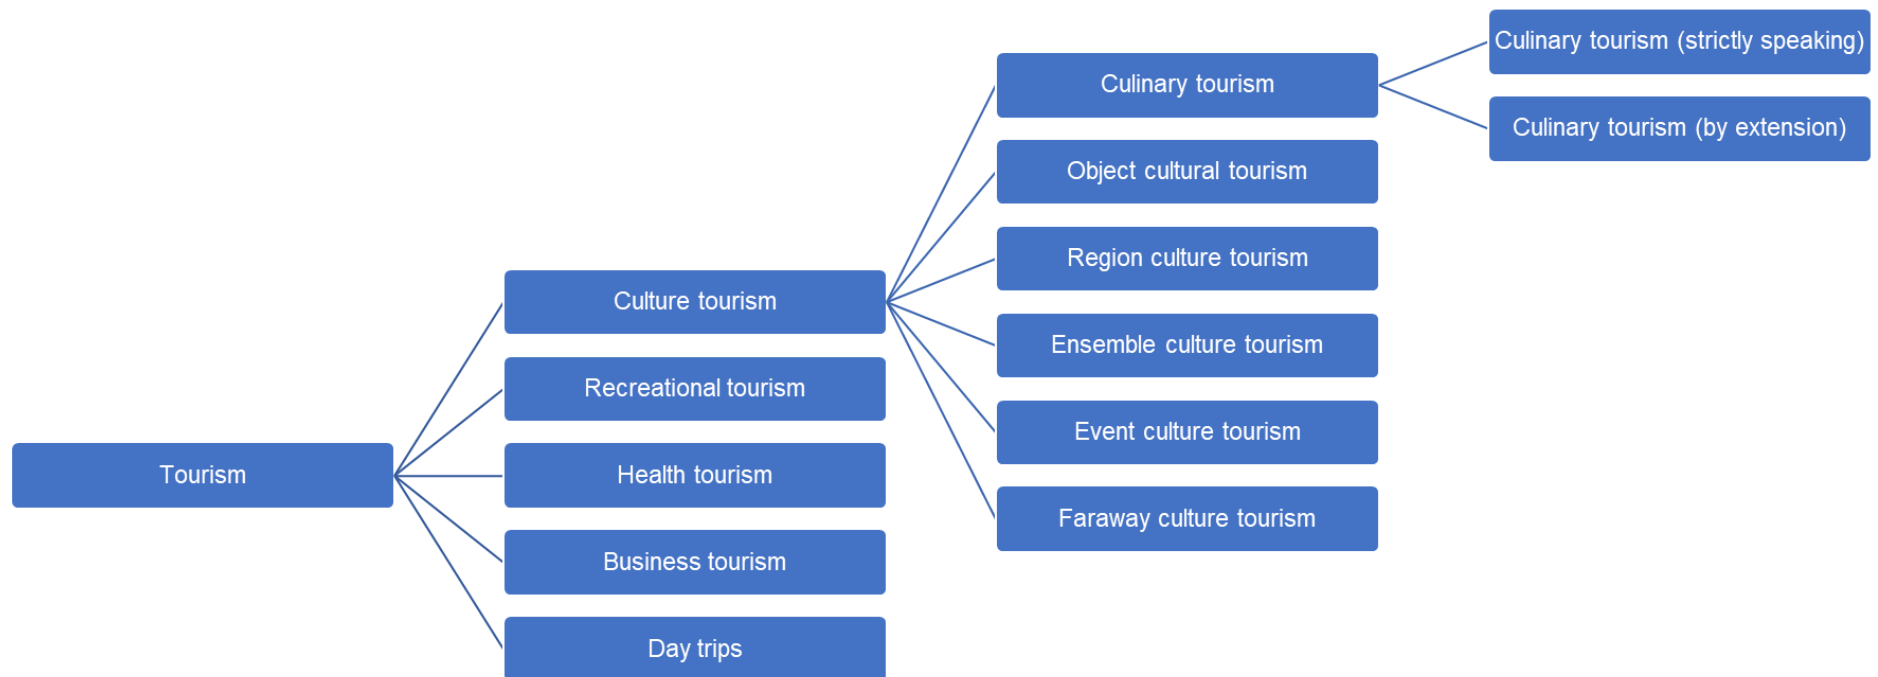 Tourism
Culture tourism
Recreational tourism
Health tourism
Business tourism
Day trips
Culinary tourism
Object cultural tourism
Region culture tourism
Ensemble culture tourism
Event culture tourism
Faraway culture tourism
Culinary tourism (strictly speaking)
Culinary tourism (by extension)